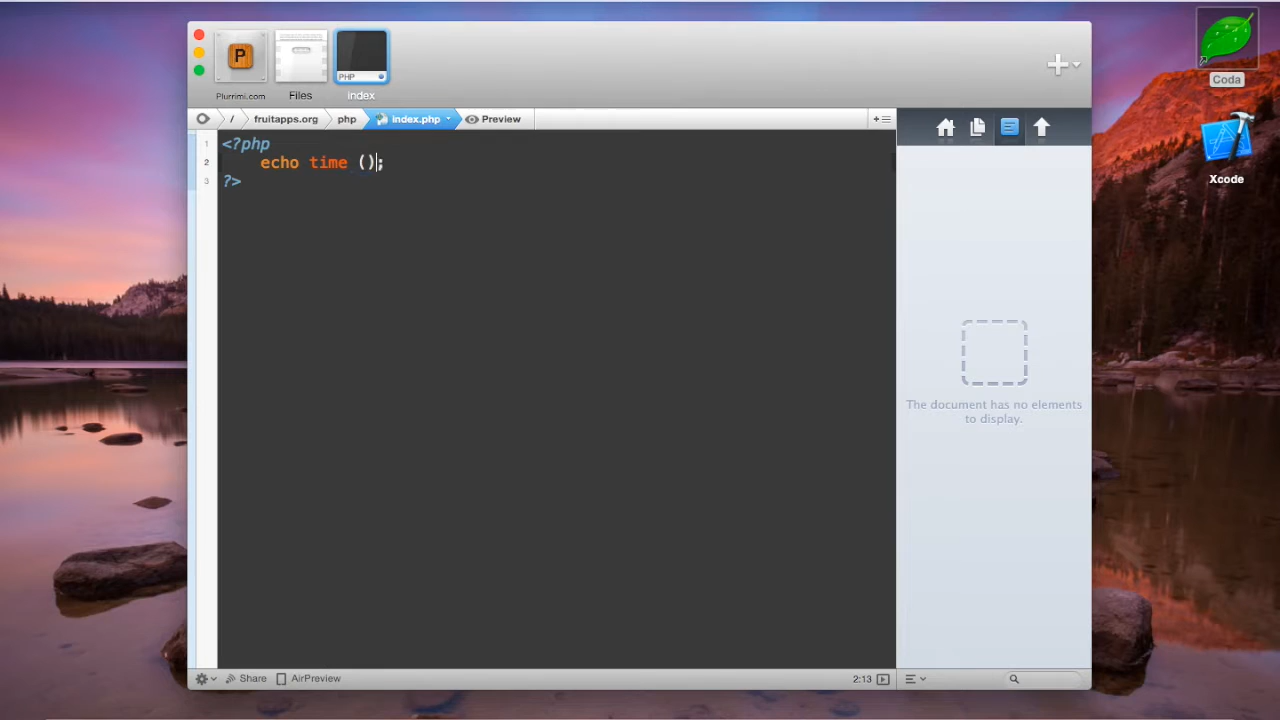 P
PHP
Plurrimi.com
Files
index
/
fruitapps.org
php
index.php
Preview
1 <?php
2 echo time ();
3 ?>
The document has no elements
to display.
Share
AirPreview
2:13
Coda
Xcode